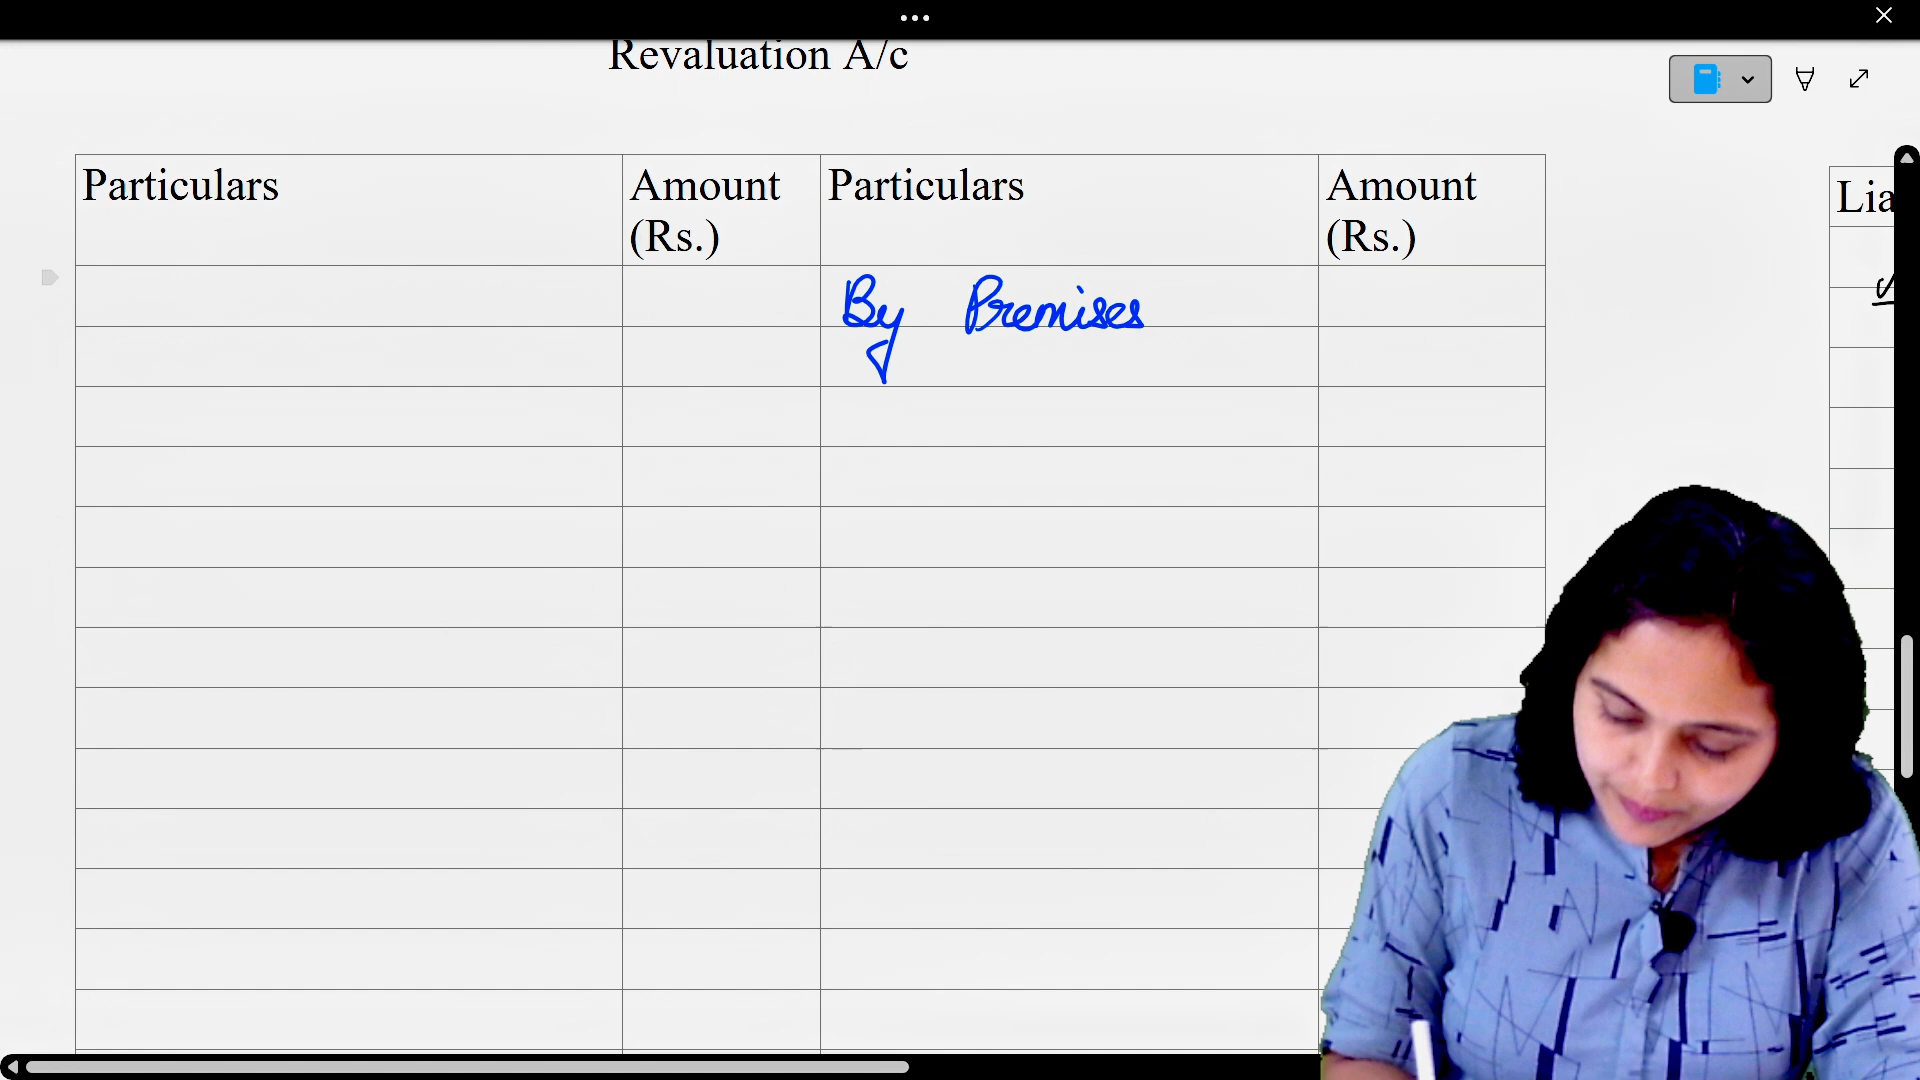 Revaluation A/c
Particulars Amount (Rs.) Particulars Amount (Rs.)
By Premises
Lia